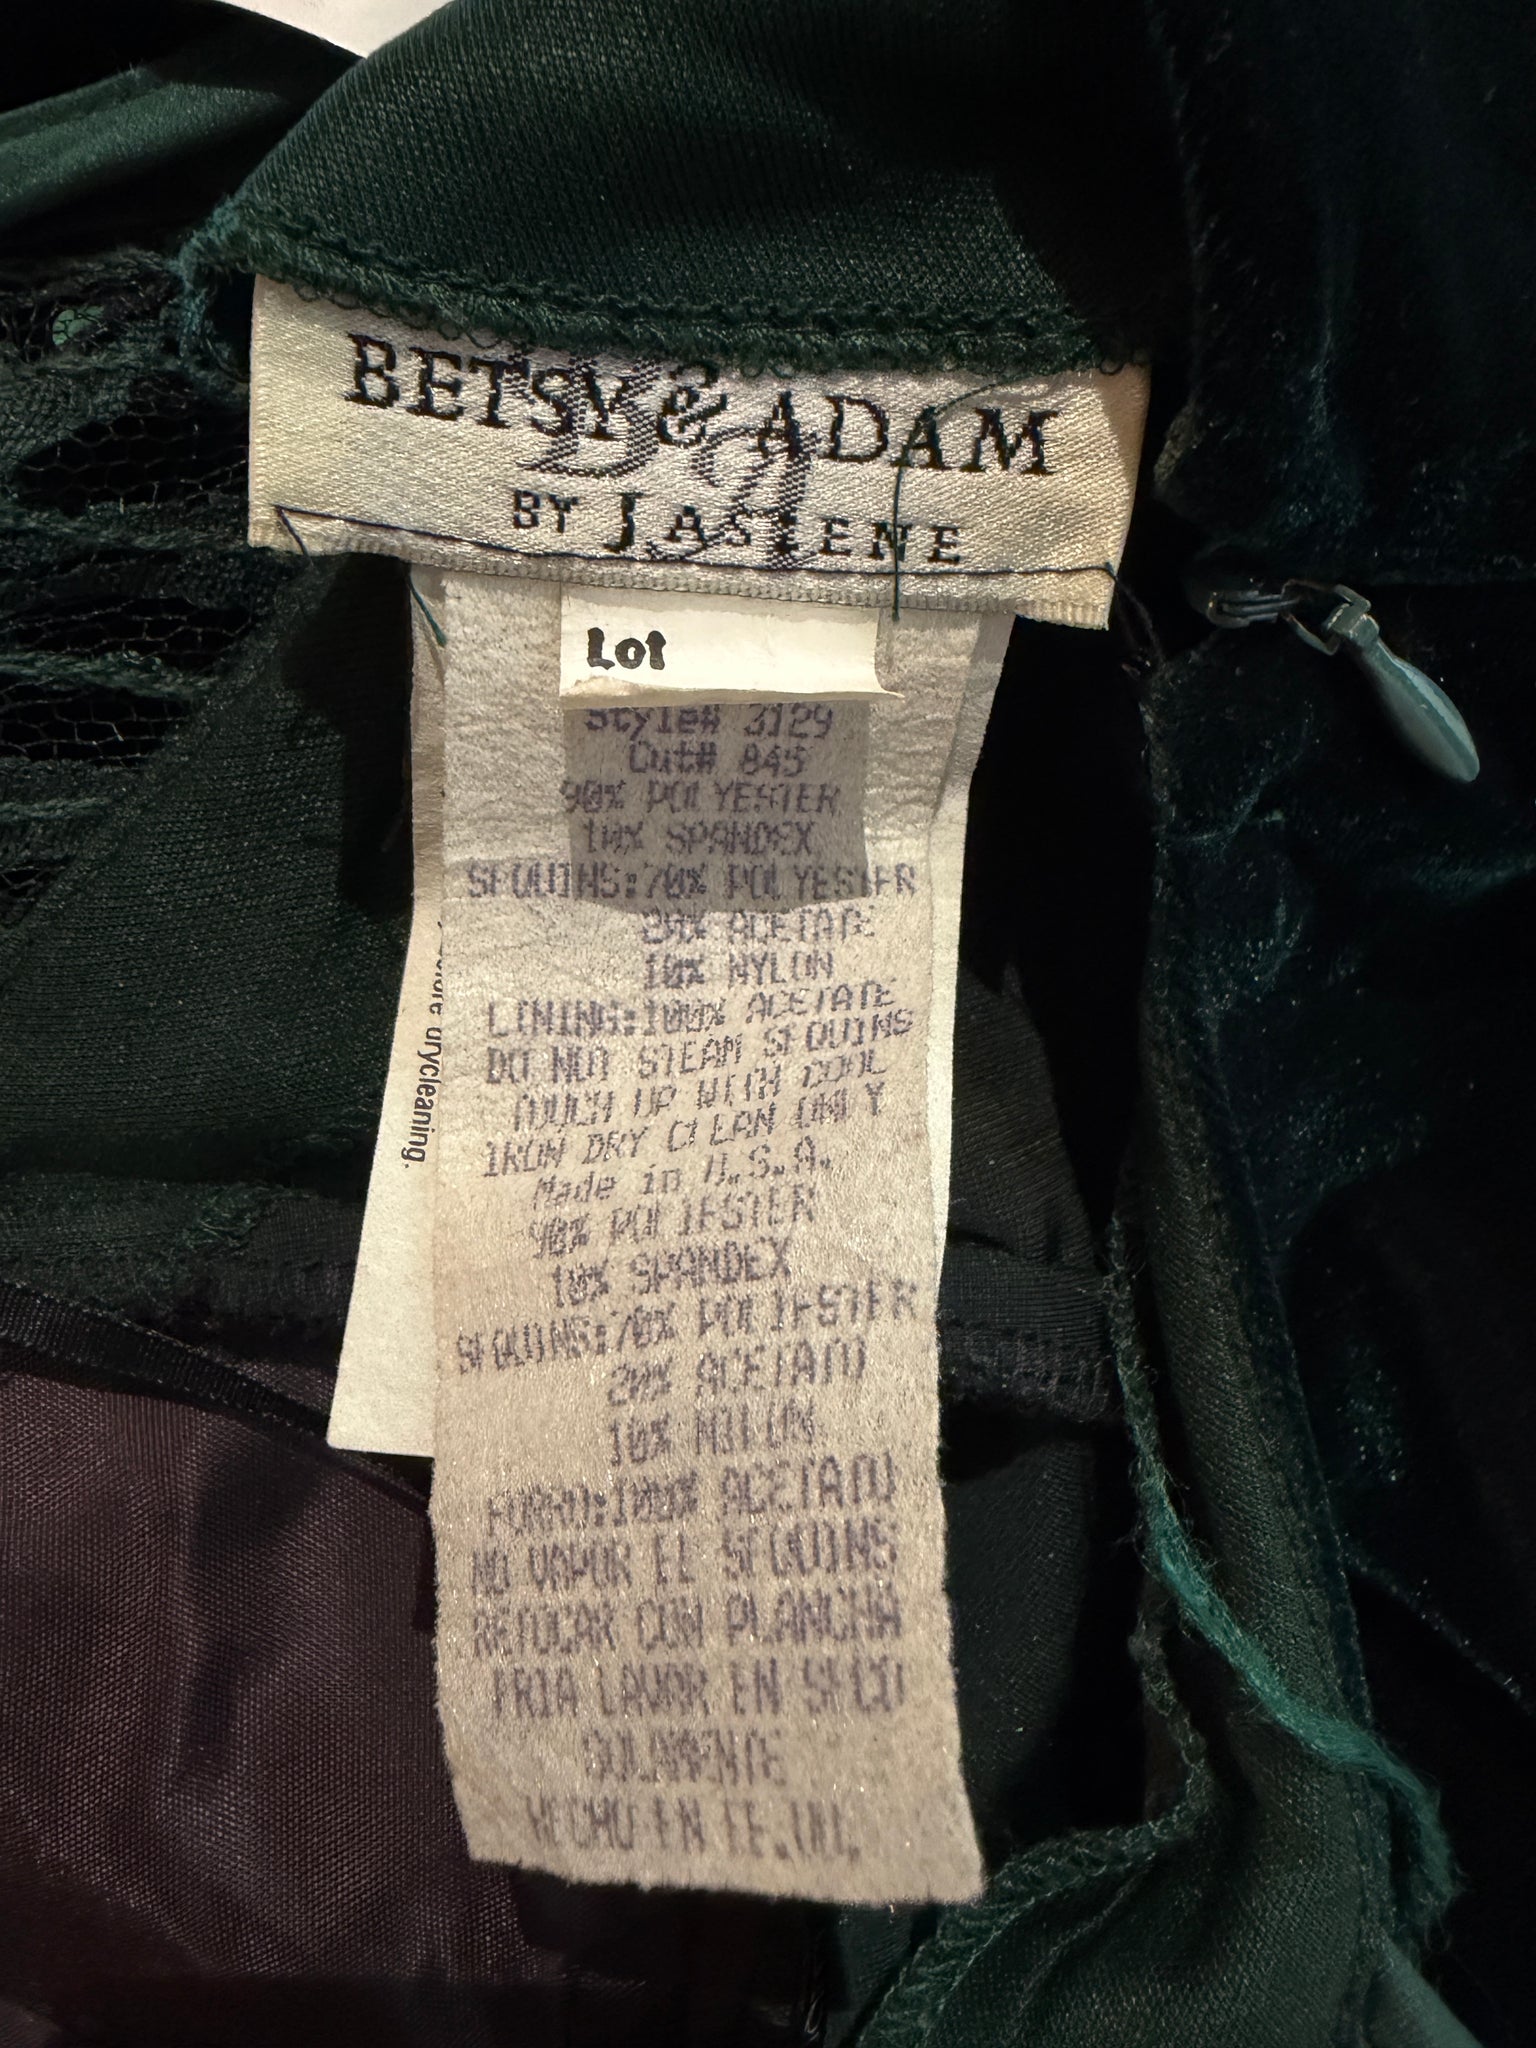 BETSY & ADAM
BY JASLENE
Lot
Style# 3129
Cut# 845
90% POLYESTER
10% SPANDEX
SEQUINS:70% POLYESTER
20% ACETATE
10% NYLON
LINING:100% ACETATE
DO NOT STEAM SEQUINS
TOUCH UP WITH COOL
IRON DRY CLEAN ONLY
Made in U.S.A.
90% POLIESTER
10% SPANDEX
SEQUINS:70% POLIESTER
20% ACETATO
10% NILON
FORRO:100% ACETATO
NO VAPOR EL SEQUINS
RETOCAR CON PLANCHA
FRIA LAVAR EN SECO
HECHO EN EE.UU.
before drycleaning.